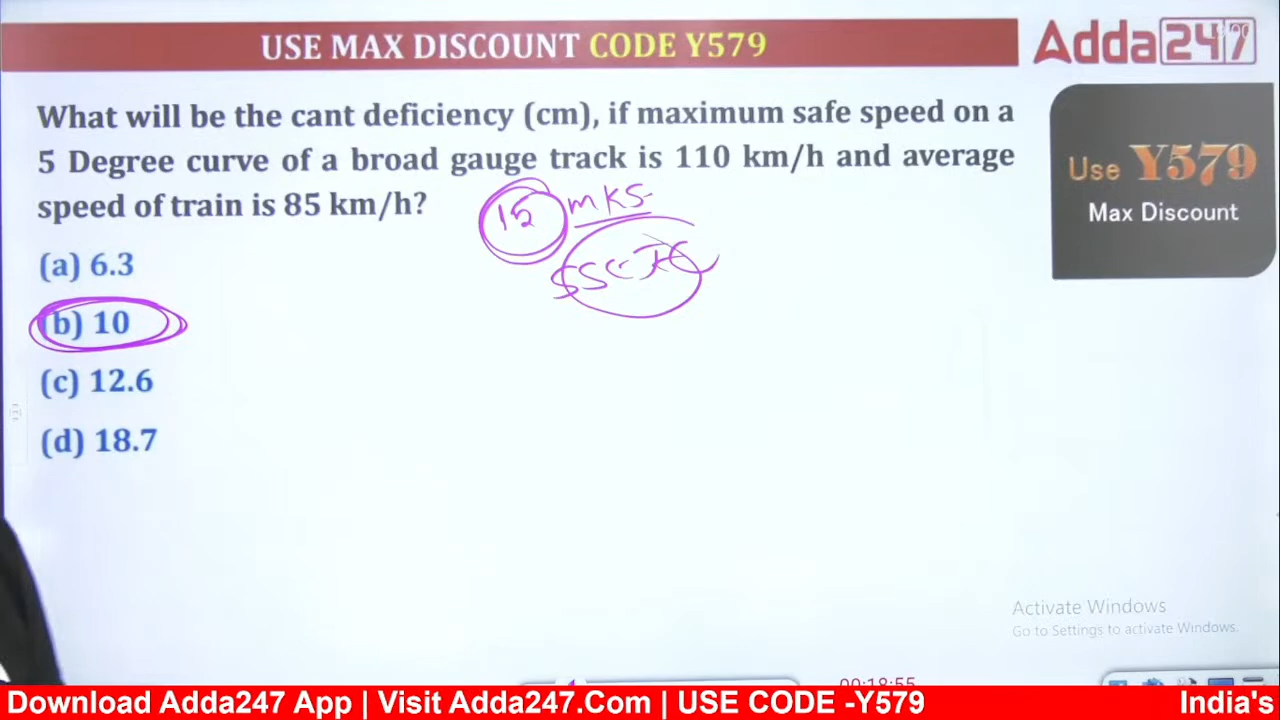 USE MAX DISCOUNT CODE Y579
Adda247
What will be the cant deficiency (cm), if maximum safe speed on a
5 Degree curve of a broad gauge track is 110 km/h and average
speed of train is 85 km/h?
15 MKS
SSC JE
(a) 6.3
(b) 10
(c) 12.6
(d) 18.7
Use Y579
Max Discount
Activate Windows
Go to Settings to activate Windows.
00:18:55
Download Adda247 App | Visit Adda247.Com | USE CODE -Y579
India's